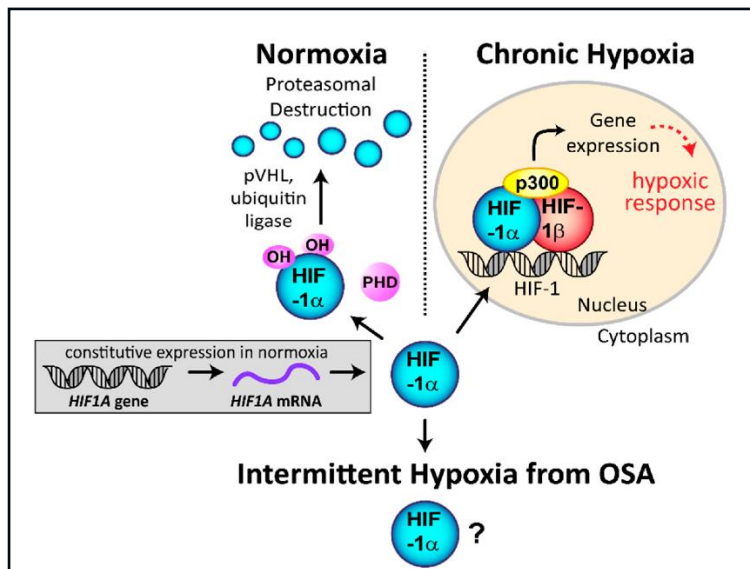 Normoxia
Proteasomal
Destruction
pVHL,
ubiquitin
ligase
OH
OH
HIF
-1α
PHD
Chronic Hypoxia
Gene
expression
hypoxic
response
p300
HIF
-1α
HIF-
1β
HIF-1
Nucleus
Cytoplasm
constitutive expression in normoxia
HIF1A gene
HIF1A mRNA
HIF
-1α
Intermittent Hypoxia from OSA
HIF
-1α
?